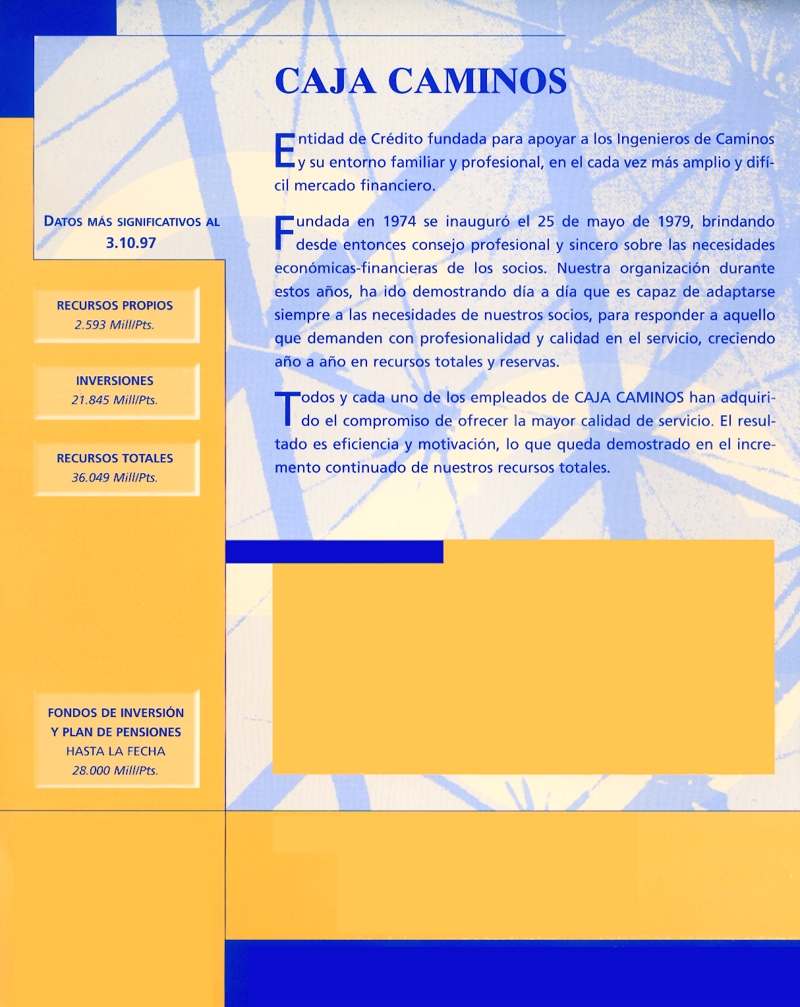 CAJA CAMINOS
Entidad de Crédito fundada para apoyar a los Ingenieros de Caminos
y su entorno familiar y profesional, en el cada vez más amplio y difí-
cil mercado financiero.
Fundada en 1974 se inauguró el 25 de mayo de 1979, brindando
desde entonces consejo profesional y sincero sobre las necesidades
económicas-financieras de los socios. Nuestra organización durante
estos años, ha ido demostrando día a día que es capaz de adaptarse
siempre a las necesidades de nuestros socios, para responder a aquello
que demanden con profesionalidad y calidad en el servicio, creciendo
año a año en recursos totales y reservas.
Todos y cada uno de los empleados de CAJA CAMINOS han adquiri-
do el compromiso de ofrecer la mayor calidad de servicio. El resul-
tado es eficiencia y motivación, lo que queda demostrado en el incre-
mento continuado de nuestros recursos totales.
DATOS MÁS SIGNIFICATIVOS AL
3.10.97
RECURSOS PROPIOS
2.593 Mill/Pts.
INVERSIONES
21.845 Mill/Pts.
RECURSOS TOTALES
36.049 Mill/Pts.
FONDOS DE INVERSIÓN
Y PLAN DE PENSIONES
HASTA LA FECHA
28.000 Mill/Pts.